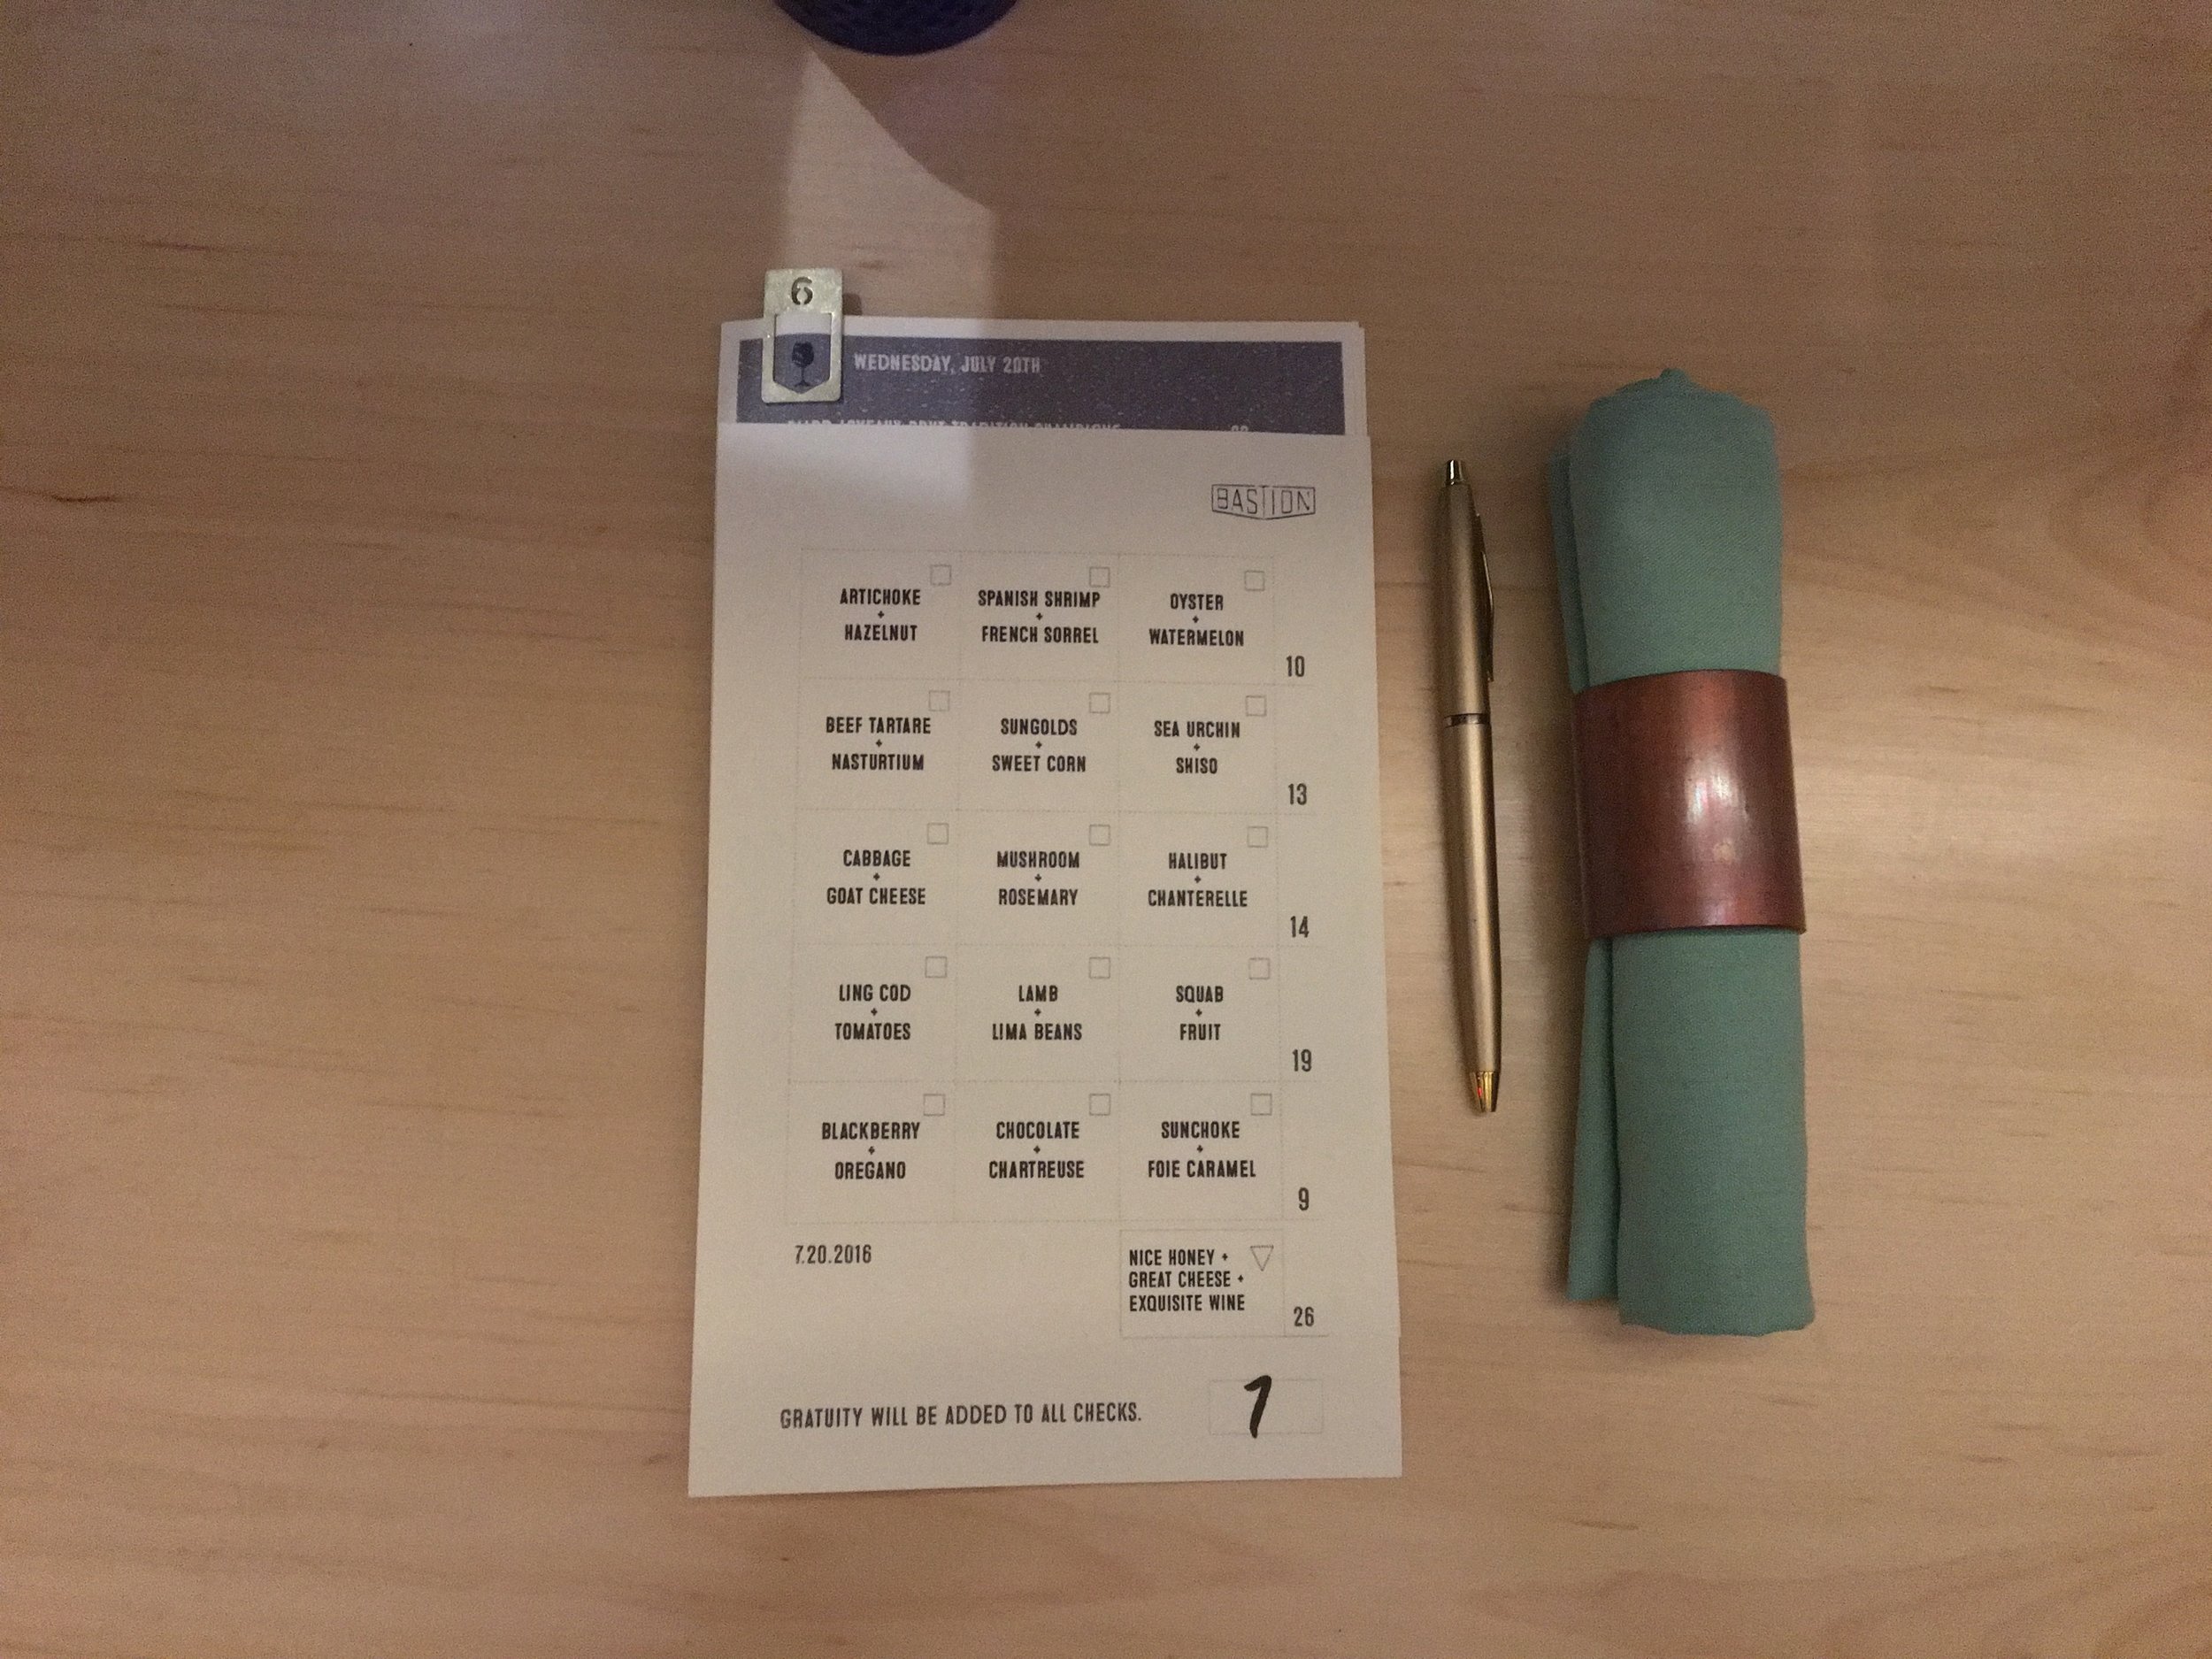 6
WEDNESDAY, JULY 20TH
BRUT TRADITION
BASTION
ARTICHOKE
+
HAZELNUT
SPANISH SHRIMP
+
FRENCH SORREL
OYSTER
+
WATERMELON
10
BEEF TARTARE
+
NASTURTIUM
SUNGOLDS
+
SWEET CORN
SEA URCHIN
+
SHISO
13
CABBAGE
+
GOAT CHEESE
MUSHROOM
+
ROSEMARY
HALIBUT
+
CHANTERELLE
14
LING COD
+
TOMATOES
LAMB
+
LIMA BEANS
SQUAB
+
FRUIT
19
BLACKBERRY
+
OREGANO
CHOCOLATE
+
CHARTREUSE
SUNCHOKE
+
FOIE CARAMEL
9
7.20.2016
NICE HONEY +
GREAT CHEESE +
EXQUISITE WINE
26
GRATUITY WILL BE ADDED TO ALL CHECKS.
1